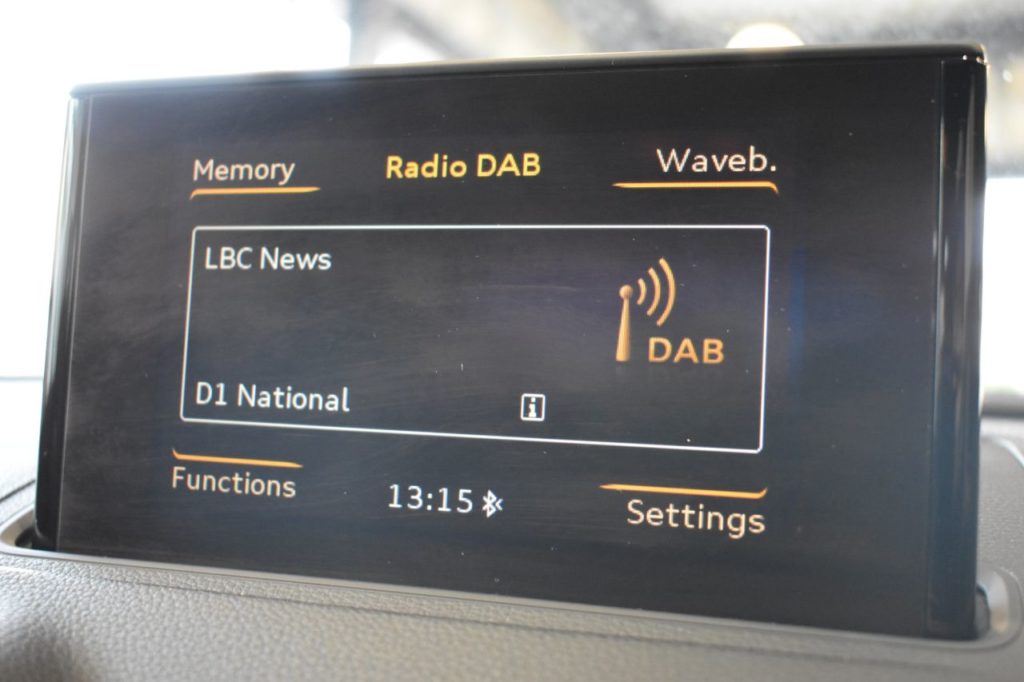 Memory
Radio DAB
Waveb.
LBC News
DAB
D1 National
i
Functions
13:15
Settings